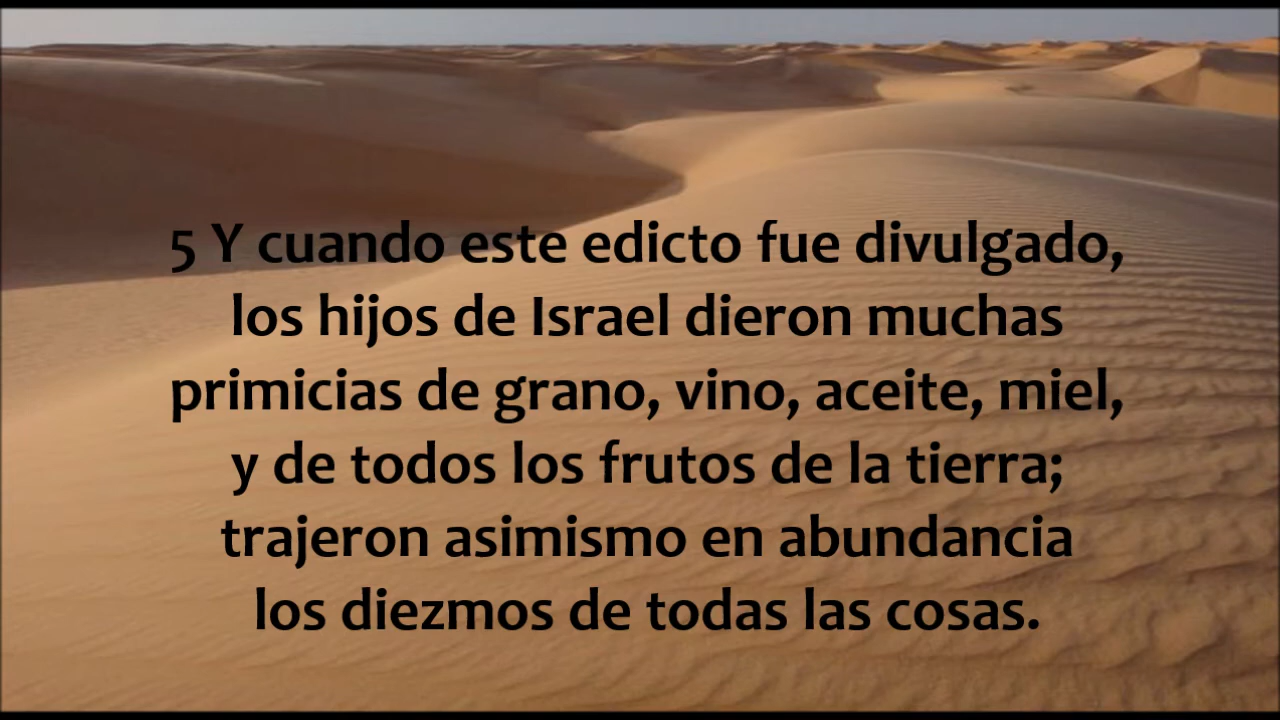 5 Y cuando este edicto fue divulgado,
los hijos de Israel dieron muchas
primicias de grano, vino, aceite, miel,
y de todos los frutos de la tierra;
trajeron asimismo en abundancia
los diezmos de todas las cosas.